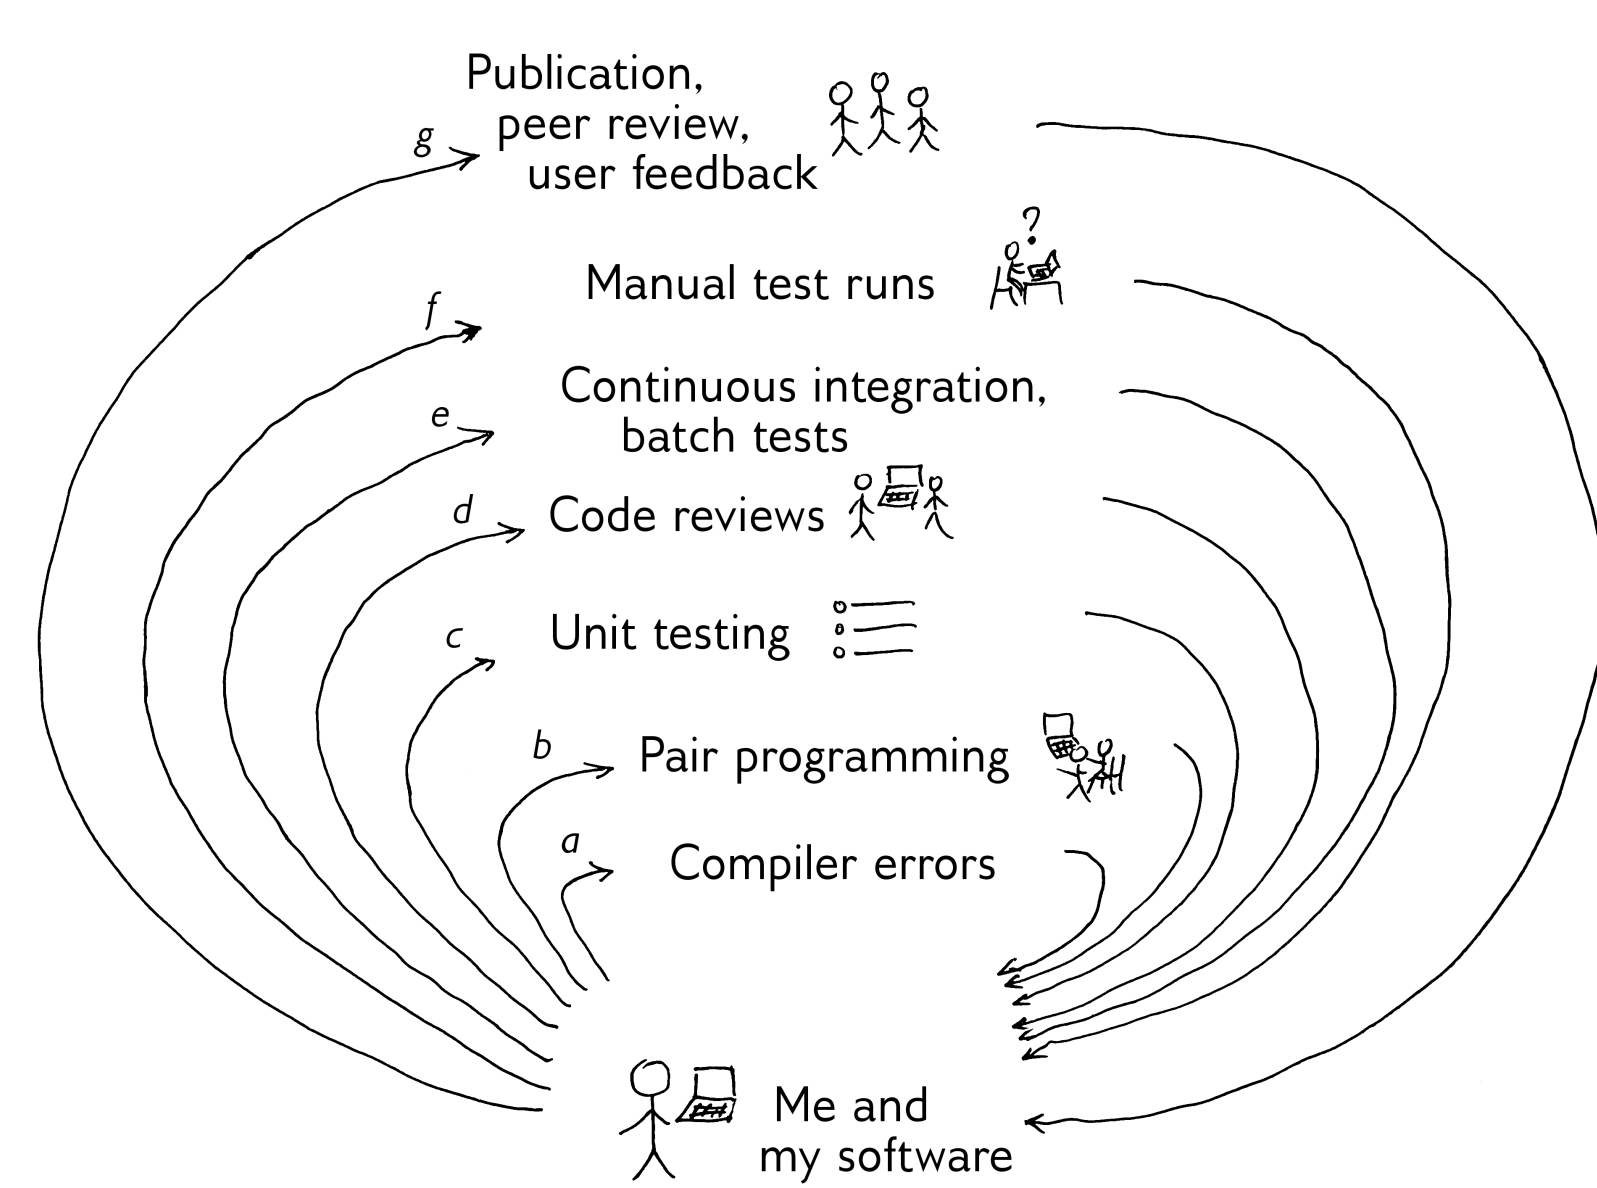 Publication,
peer review,
user feedback
g
?
Manual test runs
f
Continuous integration,
batch tests
e
Code reviews
d
Unit testing
c
Pair programming
b
Compiler errors
a
Me and
my software